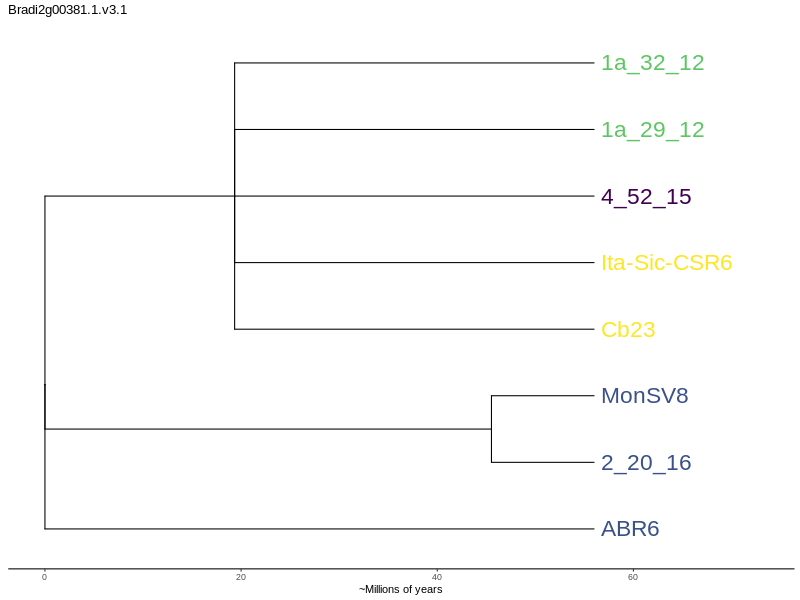 Bradi2g00381.1.v3.1
1a_32_12
1a_29_12
4_52_15
Ita-Sic-CSR6
Cb23
MonSV8
2_20_16
ABR6
0 20 40 60
~Millions of years